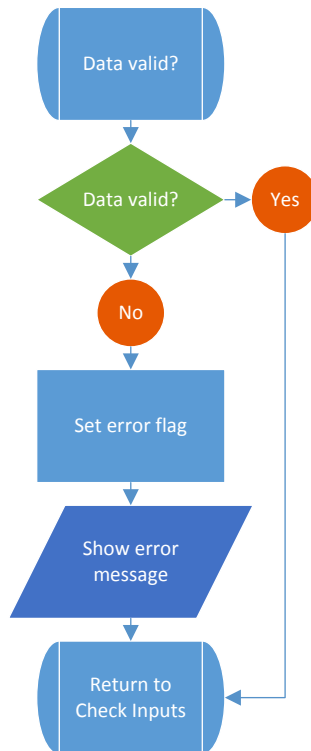 Data valid?
Data valid?
Yes
No
Set error flag
Show error
message
Return to
Check Inputs